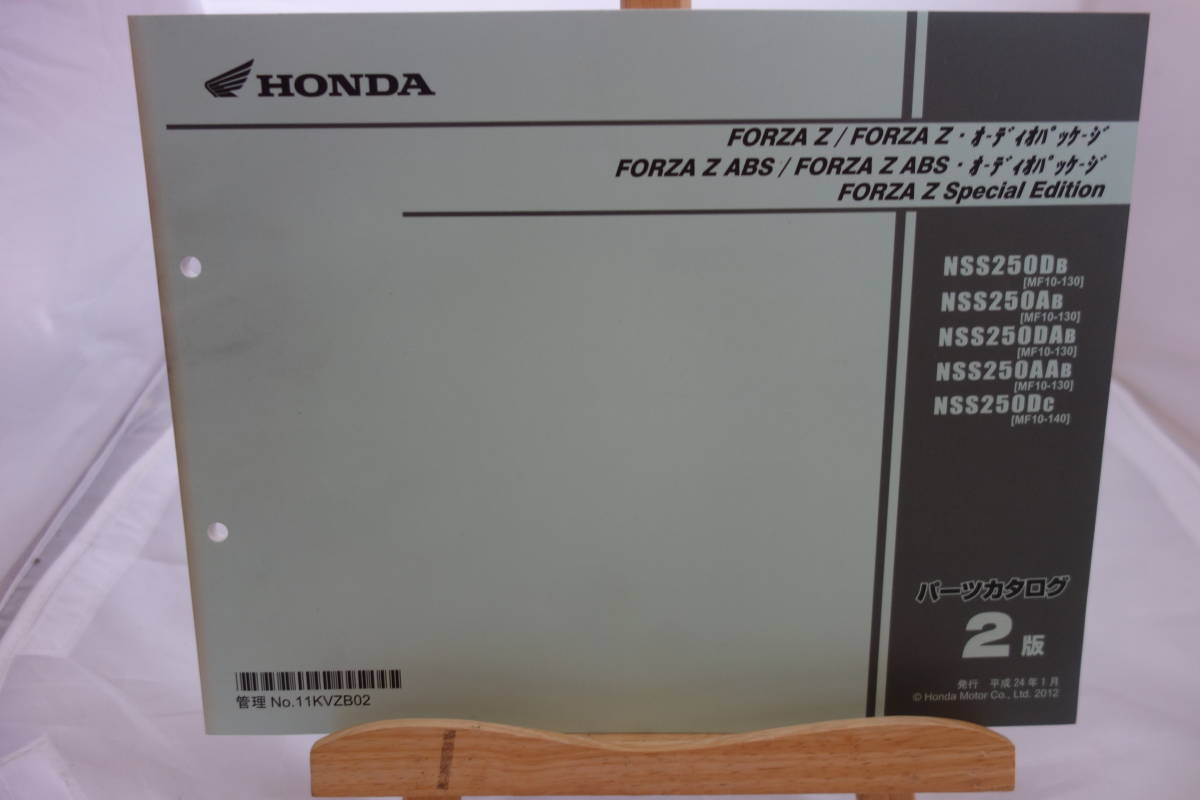 HONDA
FORZA Z / FORZA Z・ｵｰﾃﾞｨｵﾊﾟｯｹｰｼﾞ
FORZA Z ABS / FORZA Z ABS・ｵｰﾃﾞｨｵﾊﾟｯｹｰｼﾞ
FORZA Z Special Edition
NSS250DB
[MF10-130]
NSS250AB
[MF10-130]
NSS250DAB
[MF10-130]
NSS250AAB
[MF10-130]
NSS250DC
[MF10-140]
パーツカタログ
2版
発行 平成24年1月
© Honda Motor Co., Ltd. 2012
管理 No.11KVZB02